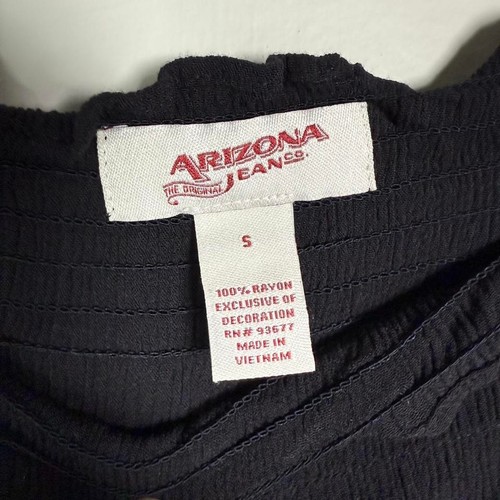 ARIZONA
THE ORIGINAL JEAN CO.
S
100% RAYON
EXCLUSIVE OF
DECORATION
RN# 93677
MADE IN
VIETNAM